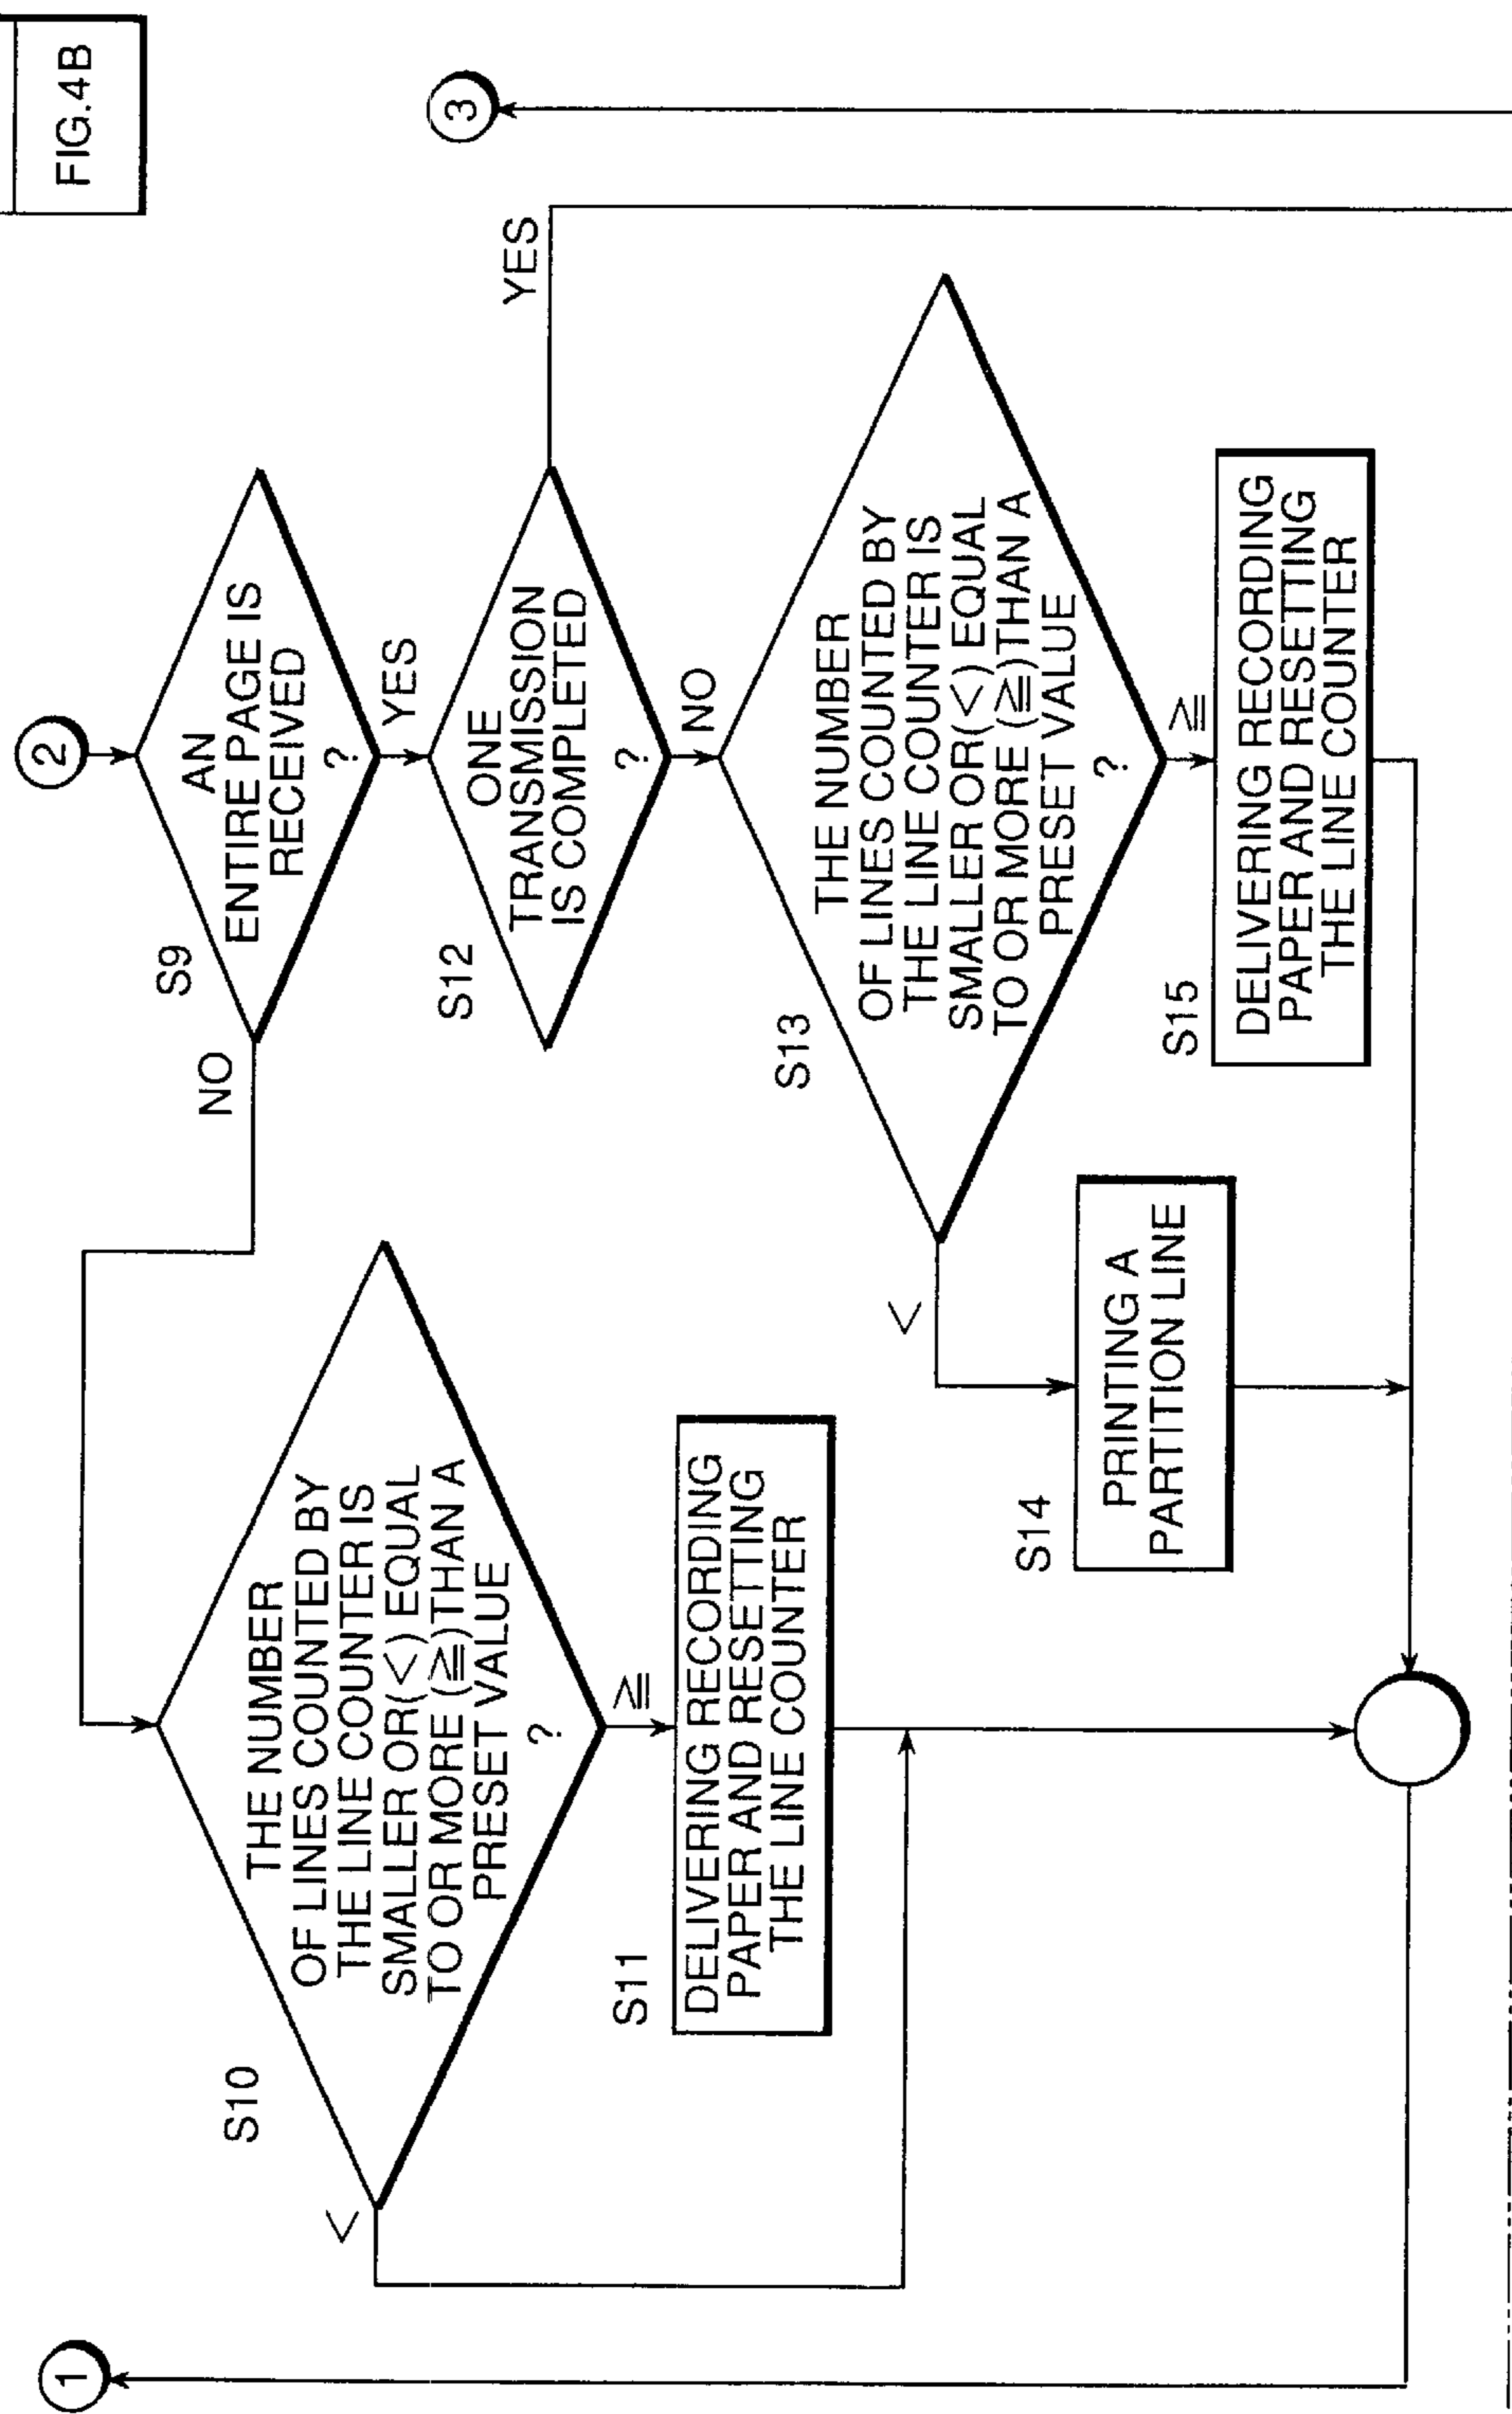 FIG.4B
2
3
1
S9
AN
ENTIRE PAGE IS
RECEIVED
?
NO
YES
S12
ONE
TRANSMISSION
IS COMPLETED
?
YES
NO
S10
THE NUMBER
OF LINES COUNTED BY
THE LINE COUNTER IS
SMALLER OR(<) EQUAL
TO OR MORE (≧)THAN A
PRESET VALUE
?
<
≧
S11
DELIVERING RECORDING
PAPER AND RESETTING
THE LINE COUNTER
S13
THE NUMBER
OF LINES COUNTED BY
THE LINE COUNTER IS
SMALLER OR(<) EQUAL
TO OR MORE (≧)THAN A
PRESET VALUE
?
<
≧
S14
PRINTING A
PARTITION LINE
S15
DELIVERING RECORDING
PAPER AND RESETTING
THE LINE COUNTER